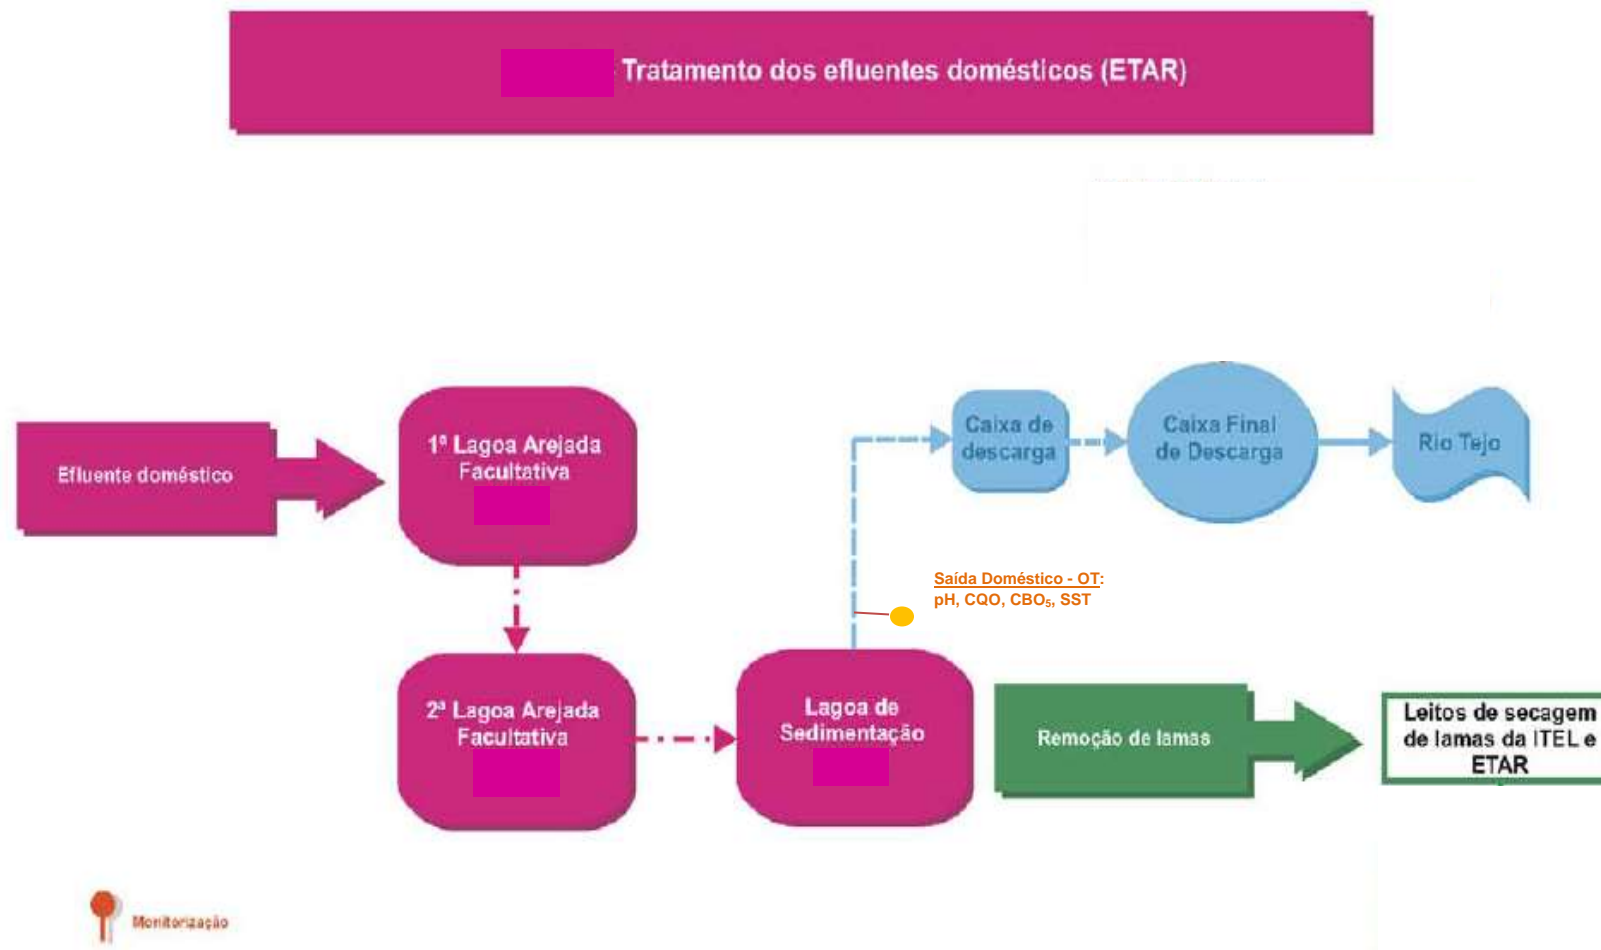 Tratamento dos efluentes domésticos (ETAR)
Efluente doméstico
1ª Lagoa Arejada
Facultativa
2ª Lagoa Arejada
Facultativa
Lagoa de
Sedimentação
Caixa de
descarga
Caixa Final
de Descarga
Rio Tejo
Saída Doméstico - OT:
pH, CQO, CBO₅, SST
Remoção de lamas
Leitos de secagem
de lamas da ITEL e
ETAR
Monitorização